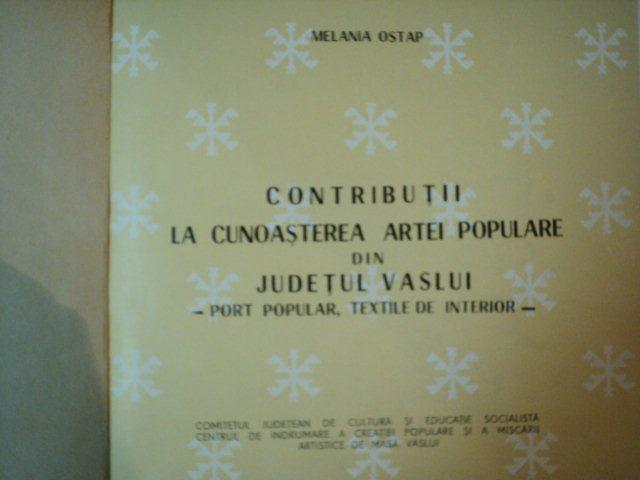 MELANIA OSTAP
CONTRIBUȚII
LA CUNOAȘTEREA ARTEI POPULARE
DIN
JUDEȚUL VASLUI
— PORT POPULAR, TEXTILE DE INTERIOR —
COMITETUL JUDEȚEAN DE CULTURĂ ȘI EDUCAȚIE SOCIALISTĂ
CENTRUL DE INDRUMARE A CREAȚIEI POPULARE ȘI A MIȘCĂRII
ARTISTICE DE MASĂ VASLUI